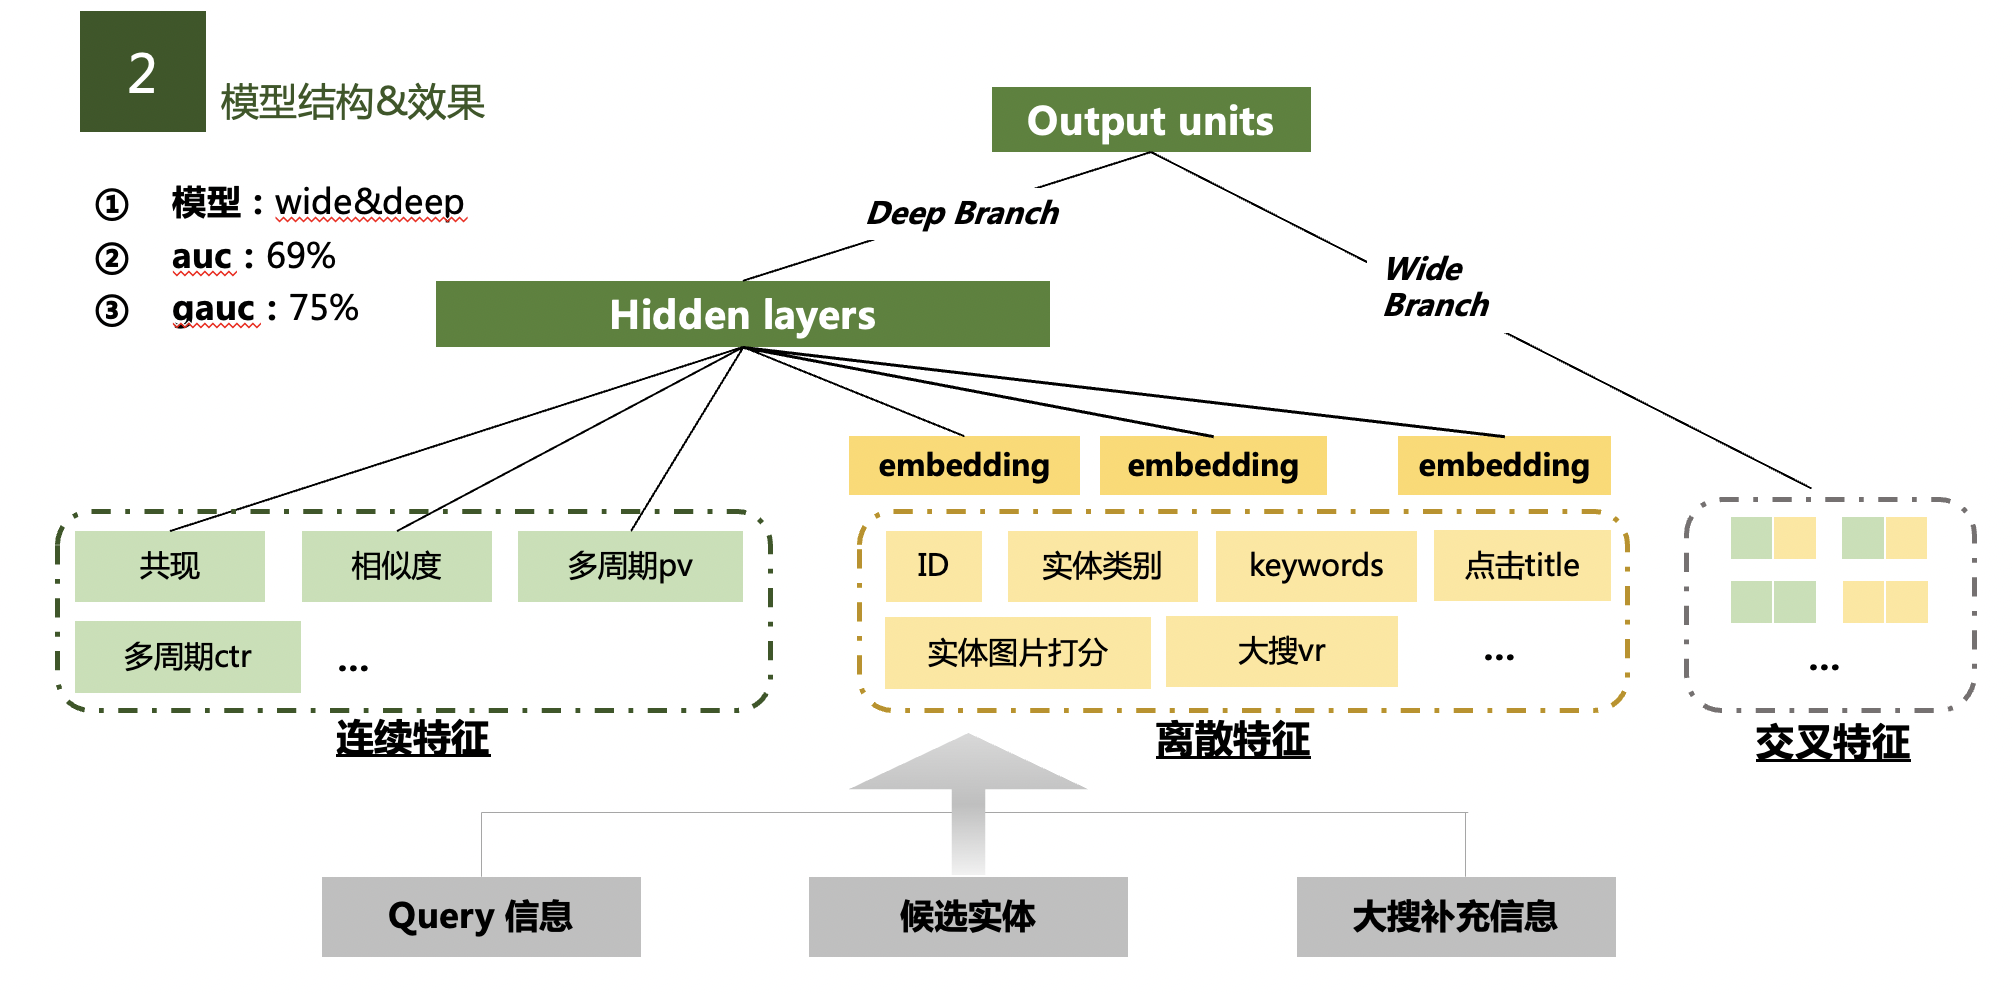 2
模型结构&效果
① 模型：wide&deep
② auc：69%
③ gauc：75%
Output units
Deep Branch
Wide
Branch
Hidden layers
embedding embedding embedding
共现 相似度 多周期pv
多周期ctr ...
连续特征
ID 实体类别 keywords 点击title
实体图片打分 大搜vr ...
离散特征
...
交叉特征
Query 信息 候选实体 大搜补充信息